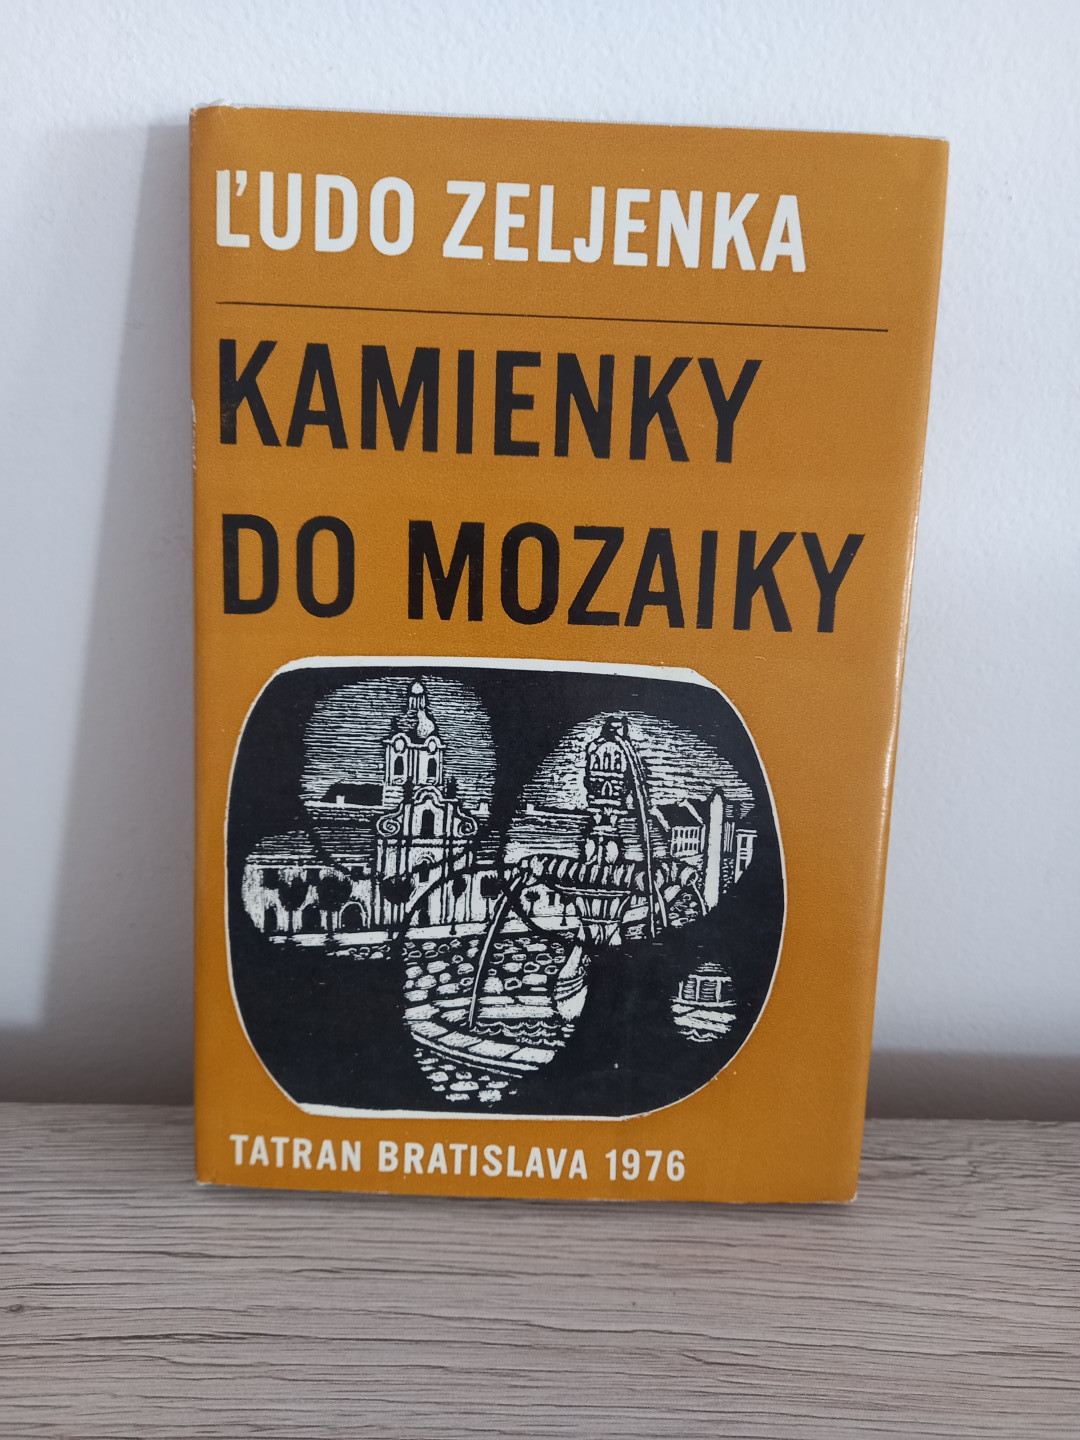 ĽUDO ZELJENKA
KAMIENKY
DO MOZAIKY
TATRAN BRATISLAVA 1976